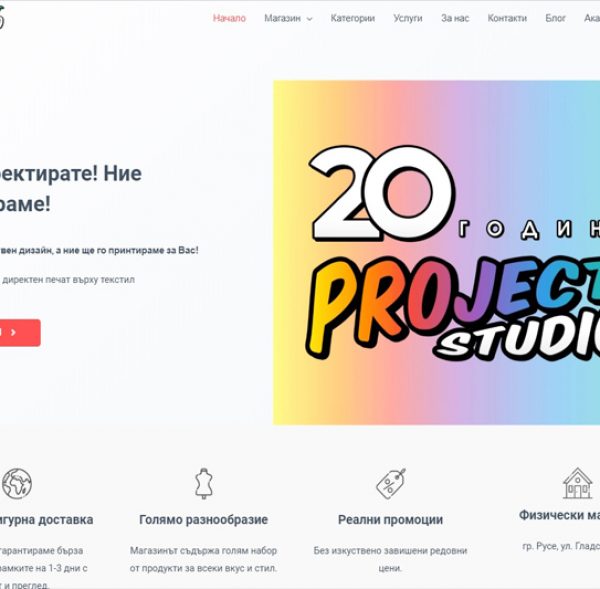 Начало Магазин Категории Услуги За нас Контакти Блог Ака
ектирате! Ние
раме!
вен дизайн, а ние ще го принтираме за Вас!
директен печат върху текстил
20
ГОДИН
PROJECT
STUDIO
игурна доставка
Голямо разнообразие
Реални промоции
Физически ма
гарантираме бърза
рамките на 1-3 дни с
т и преглед.
Магазинът съдържа голям набор
от продукти за всеки вкус и стил.
Без изкуствено завишени редовни
цени.
гр. Русе, ул. Гладс